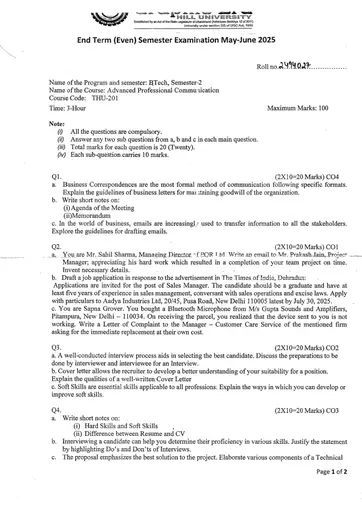 HILL UNIVERSITY
End Term (Even) Semester Examination May-June 2025
Roll no.
Name of the Program and semester: BTech, Semester-2
Name of the Course: Advanced Professional Communication
Course Code: THU-201
Time: 3-Hour Maximum Marks: 100
Note:
(i) All the questions are compulsory.
(ii) Answer any two sub questions from a, b and c in each main question.
(iii) Total marks for each question is 20 (Twenty).
(iv) Each sub-question carries 10 marks.
Q1. (2X10=20 Marks) CO4
a. Business Correspondences are the most formal method of communication following specific formats.
Explain the guidelines of business letters for maintaining goodwill of the organization.
b. Write short notes on:
(i)Agenda of the Meeting
(ii)Memorandum
c. In the world of business, emails are increasingly used to transfer information to all the stakeholders.
Explore the guidelines for drafting emails.
Q2. (2X10=20 Marks) CO1
a. You are Mr. Sahil Sharma, Managing Director Ltd. Write an email to Mr. Prakash Jain, Project
Manager; appreciating his hard work which resulted in a completion of your team project on time.
Invent necessary details.
b. Draft a job application in response to the advertisement in The Times of India, Dehradun:
Applications are invited for the post of Sales Manager. The candidate should be a graduate and have at
least five years of experience in sales management, conversant with sales operations and excise laws. Apply
with particulars to Aadya Industries Ltd, 20/45, Pusa Road, New Delhi 110005 latest by July 30, 2025.
c. You are Sapna Grover. You bought a Bluetooth Microphone from M/s Gupta Sounds and Amplifiers,
Pitampura, New Delhi – 110034. On receiving the parcel, you realized that the device sent to you is not
working. Write a Letter of Complaint to the Manager – Customer Care Service of the mentioned firm
asking for the immediate replacement at their own cost.
Q3. (2X10=20 Marks) CO2
a. A well-conducted interview process aids in selecting the best candidate. Discuss the preparations to be
done by interviewer and interviewee for an Interview.
b. Cover letter allows the recruiter to develop a better understanding of your suitability for a position.
Explain the qualities of a well-written Cover Letter
c. Soft Skills are essential skills applicable to all professions: Explain the ways in which you can develop or
improve soft skills.
Q4. (2X10=20 Marks) CO3
a. Write short notes on:
(i) Hard Skills and Soft Skills
(ii) Difference between Resume and CV
b. Interviewing a candidate can help you determine their proficiency in various skills. Justify the statement
by highlighting Do's and Don'ts of Interviews.
c. The proposal emphasizes the best solution to the project. Elaborate various components of a Technical
Page 1 of 2